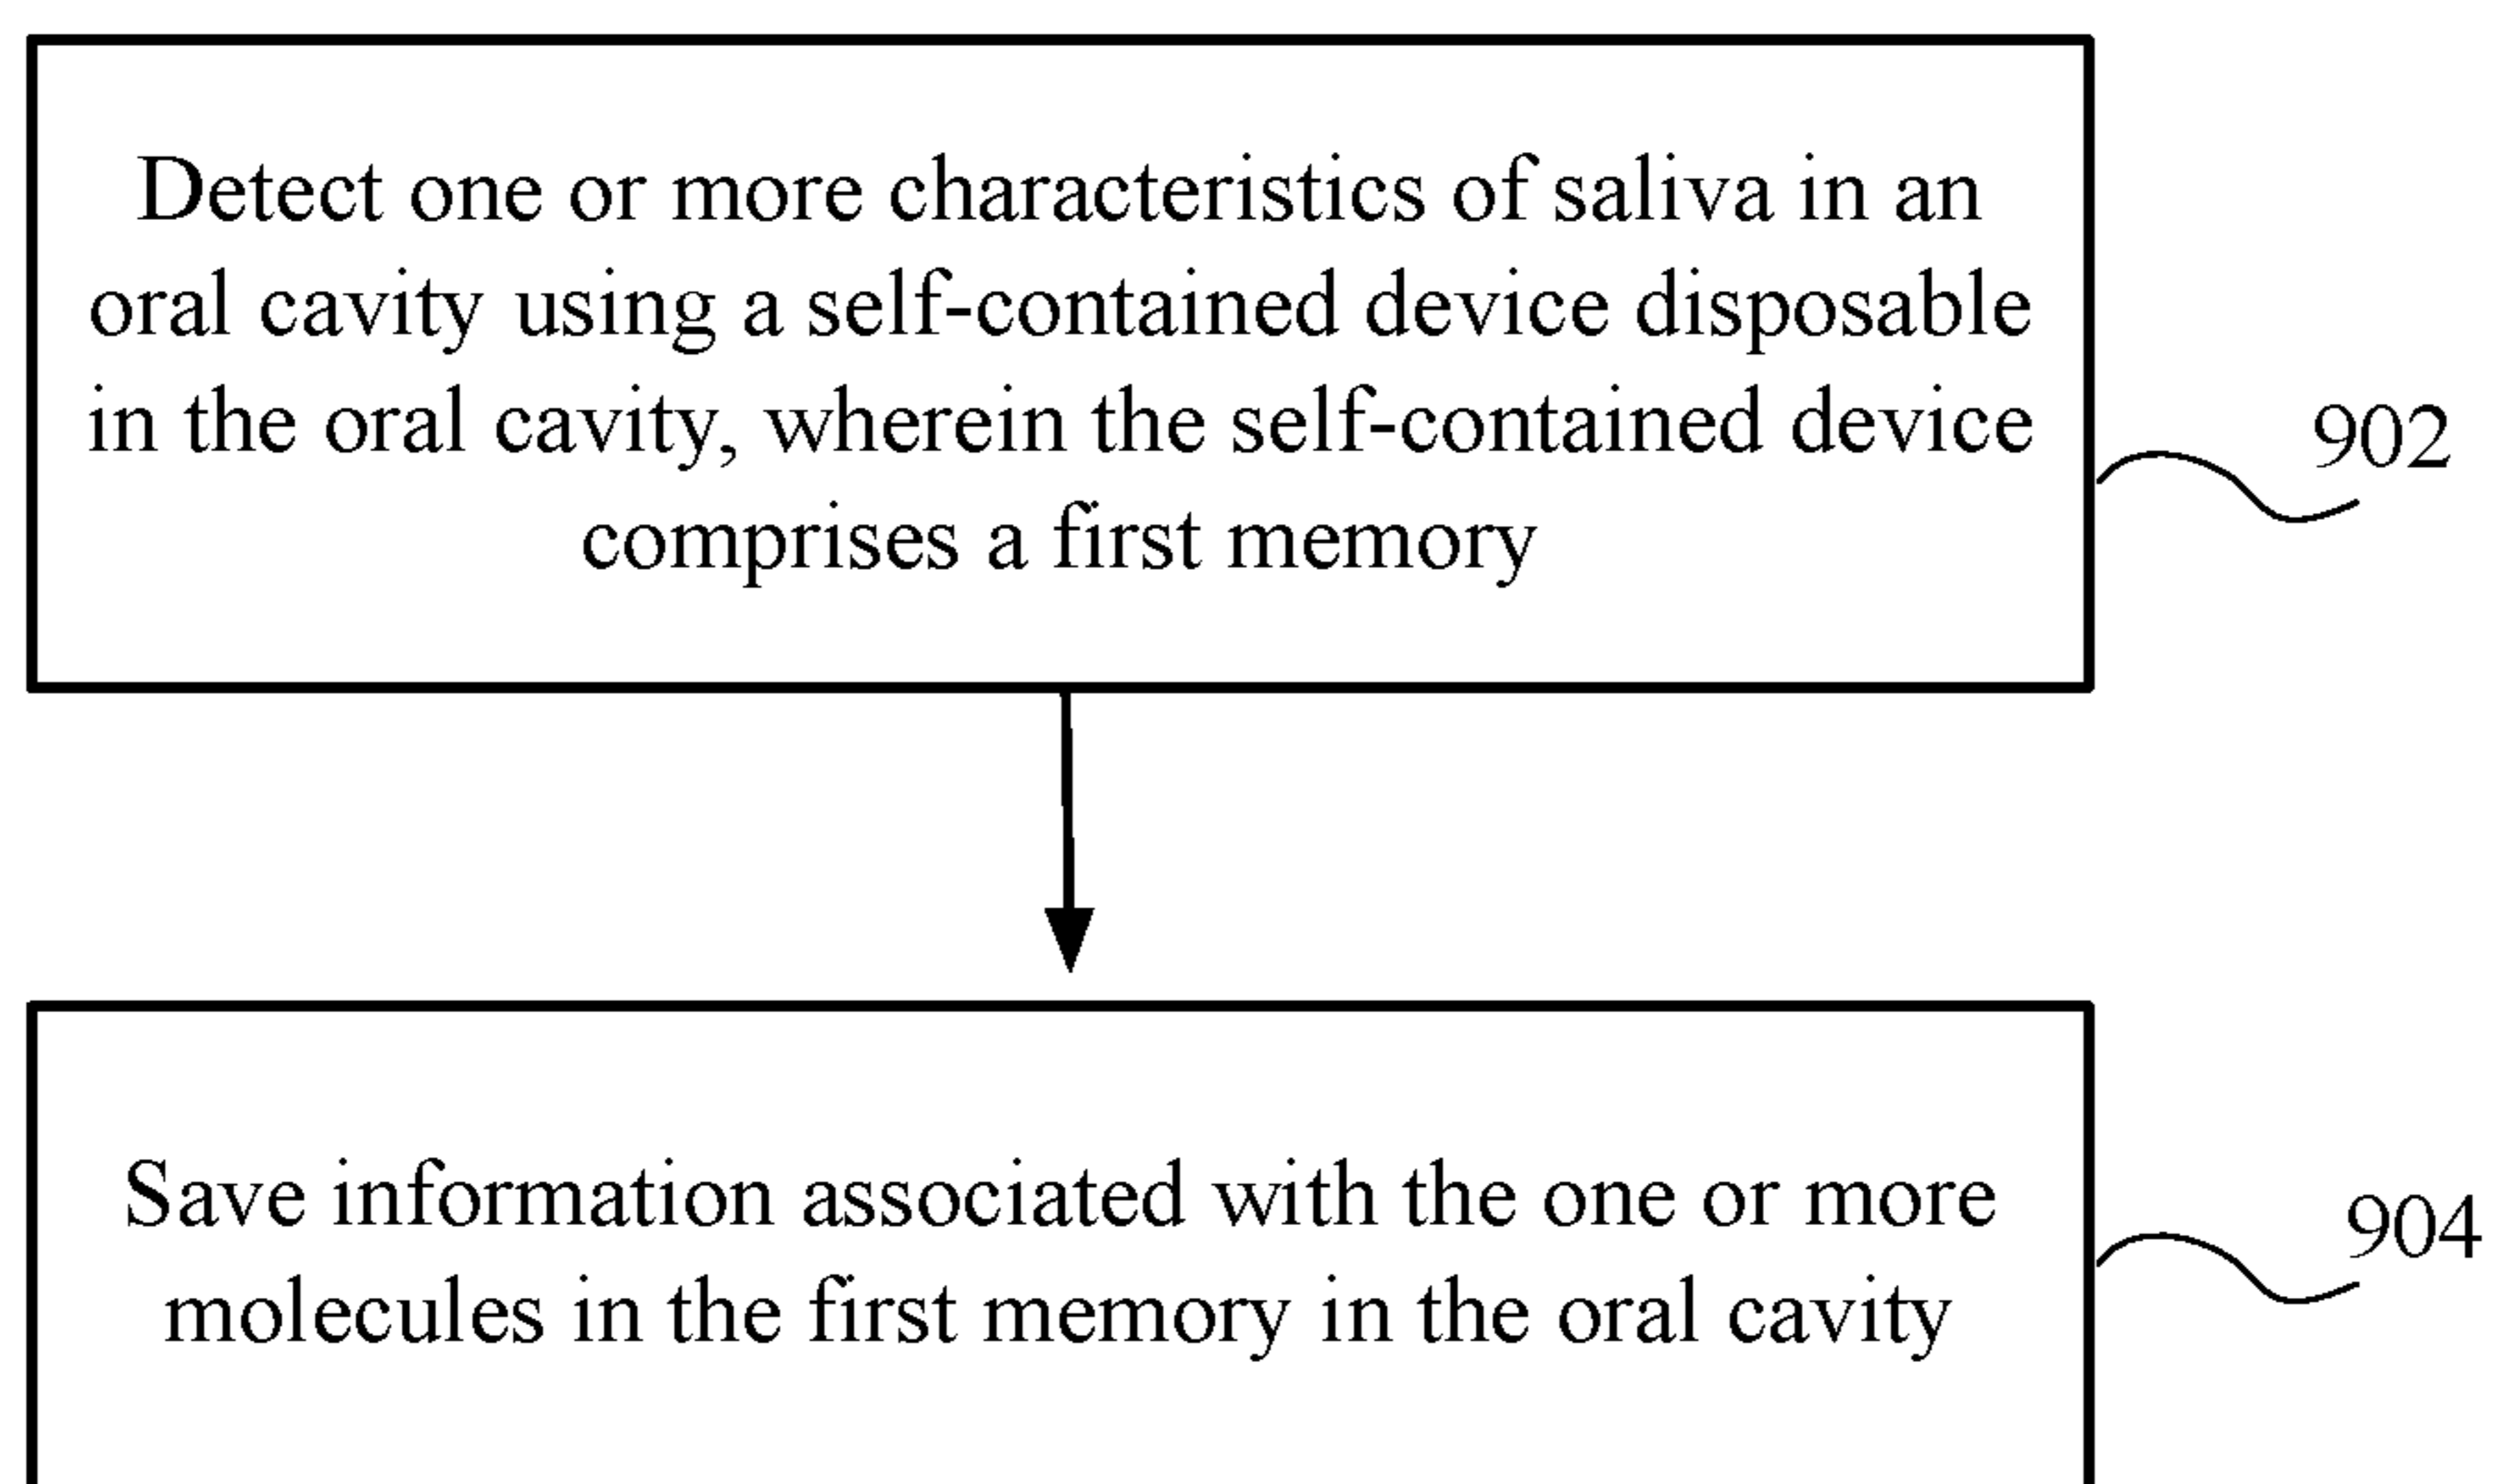 Detect one or more characteristics of saliva in an
oral cavity using a self-contained device disposable
in the oral cavity, wherein the self-contained device
comprises a first memory
902
Save information associated with the one or more
molecules in the first memory in the oral cavity
904